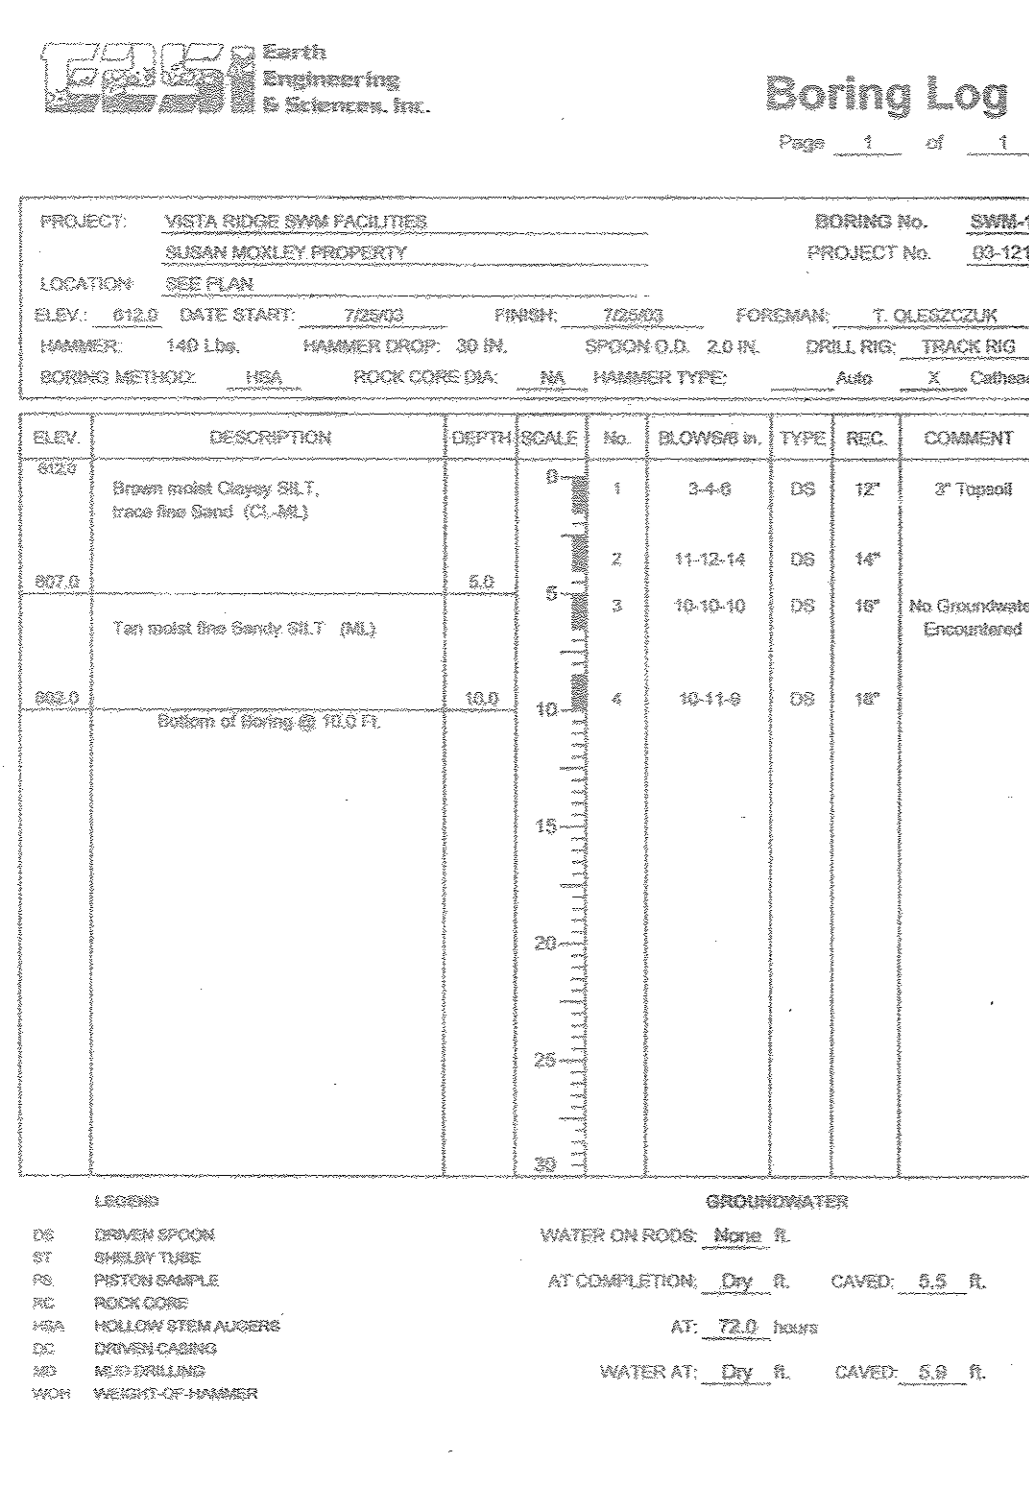 Earth
Engineering
& Sciences, Inc.
Boring Log
Page 1 of 1
PROJECT: VISTA RIDGE SWM FACILITIES BORING No. SWM-1
SUSAN MOXLEY PROPERTY PROJECT No. 03-121
LOCATION: SEE PLAN
ELEV.: 612.0 DATE START: 7/25/03 FINISH: 7/25/03 FOREMAN: T. OLESZCZUK
HAMMER: 140 Lbs. HAMMER DROP: 30 IN. SPOON O.D. 2.0 IN. DRILL RIG: TRACK RIG
BORING METHOD: HSA ROCK CORE DIA: NA HAMMER TYPE: Auto X Cathead
ELEV. DESCRIPTION DEPTH SCALE No. BLOWS/6 in. TYPE REC. COMMENT
612.0
0
Brown moist Clayey SILT, 1 3-4-6 DS 12" 3" Topsoil
trace fine Sand (CL-ML)
2 11-12-14 DS 14"
607.0 5.0
5
3 10-10-10 DS 16" No Groundwate
Tan moist fine Sandy SILT (ML) Encountered
602.0 10.0 4 10-11-9 DS 18"
10
Bottom of Boring @ 10.0 Ft.
15
20
25
30
LEGEND GROUNDWATER
DS DRIVEN SPOON WATER ON RODS: None ft.
ST SHELBY TUBE
PS PISTON SAMPLE AT COMPLETION: Dry ft. CAVED: 5.5 ft.
RC ROCK CORE
HSA HOLLOW STEM AUGERS AT: 72.0 hours
DC DRIVEN CASING
MD MUD DRILLING WATER AT: Dry ft. CAVED: 5.9 ft.
WOH WEIGHT-OF-HAMMER